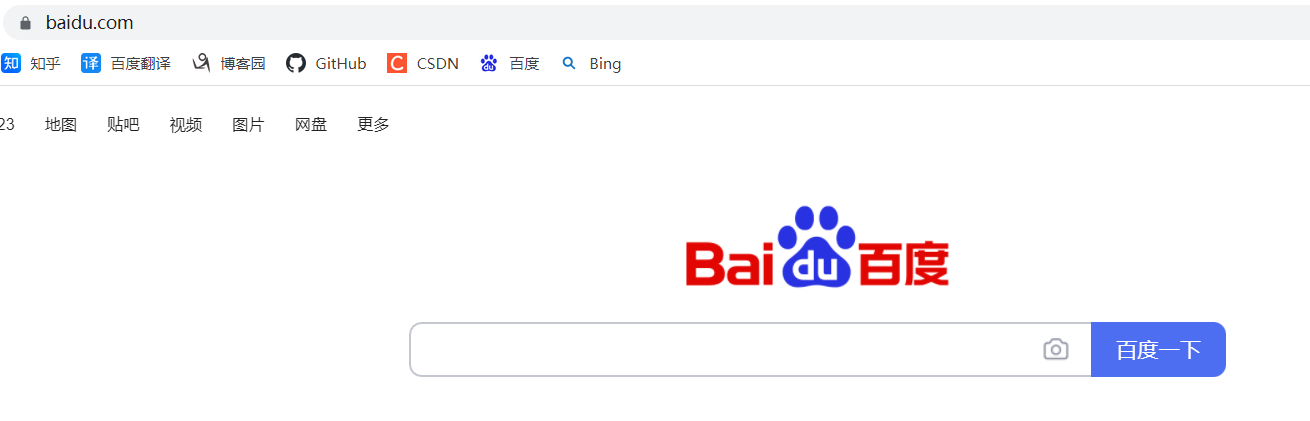 baidu.com
知 知乎 译 百度翻译 博客园 GitHub C CSDN du 百度 Bing
23 地图 贴吧 视频 图片 网盘 更多
Bai du 百度
百度一下